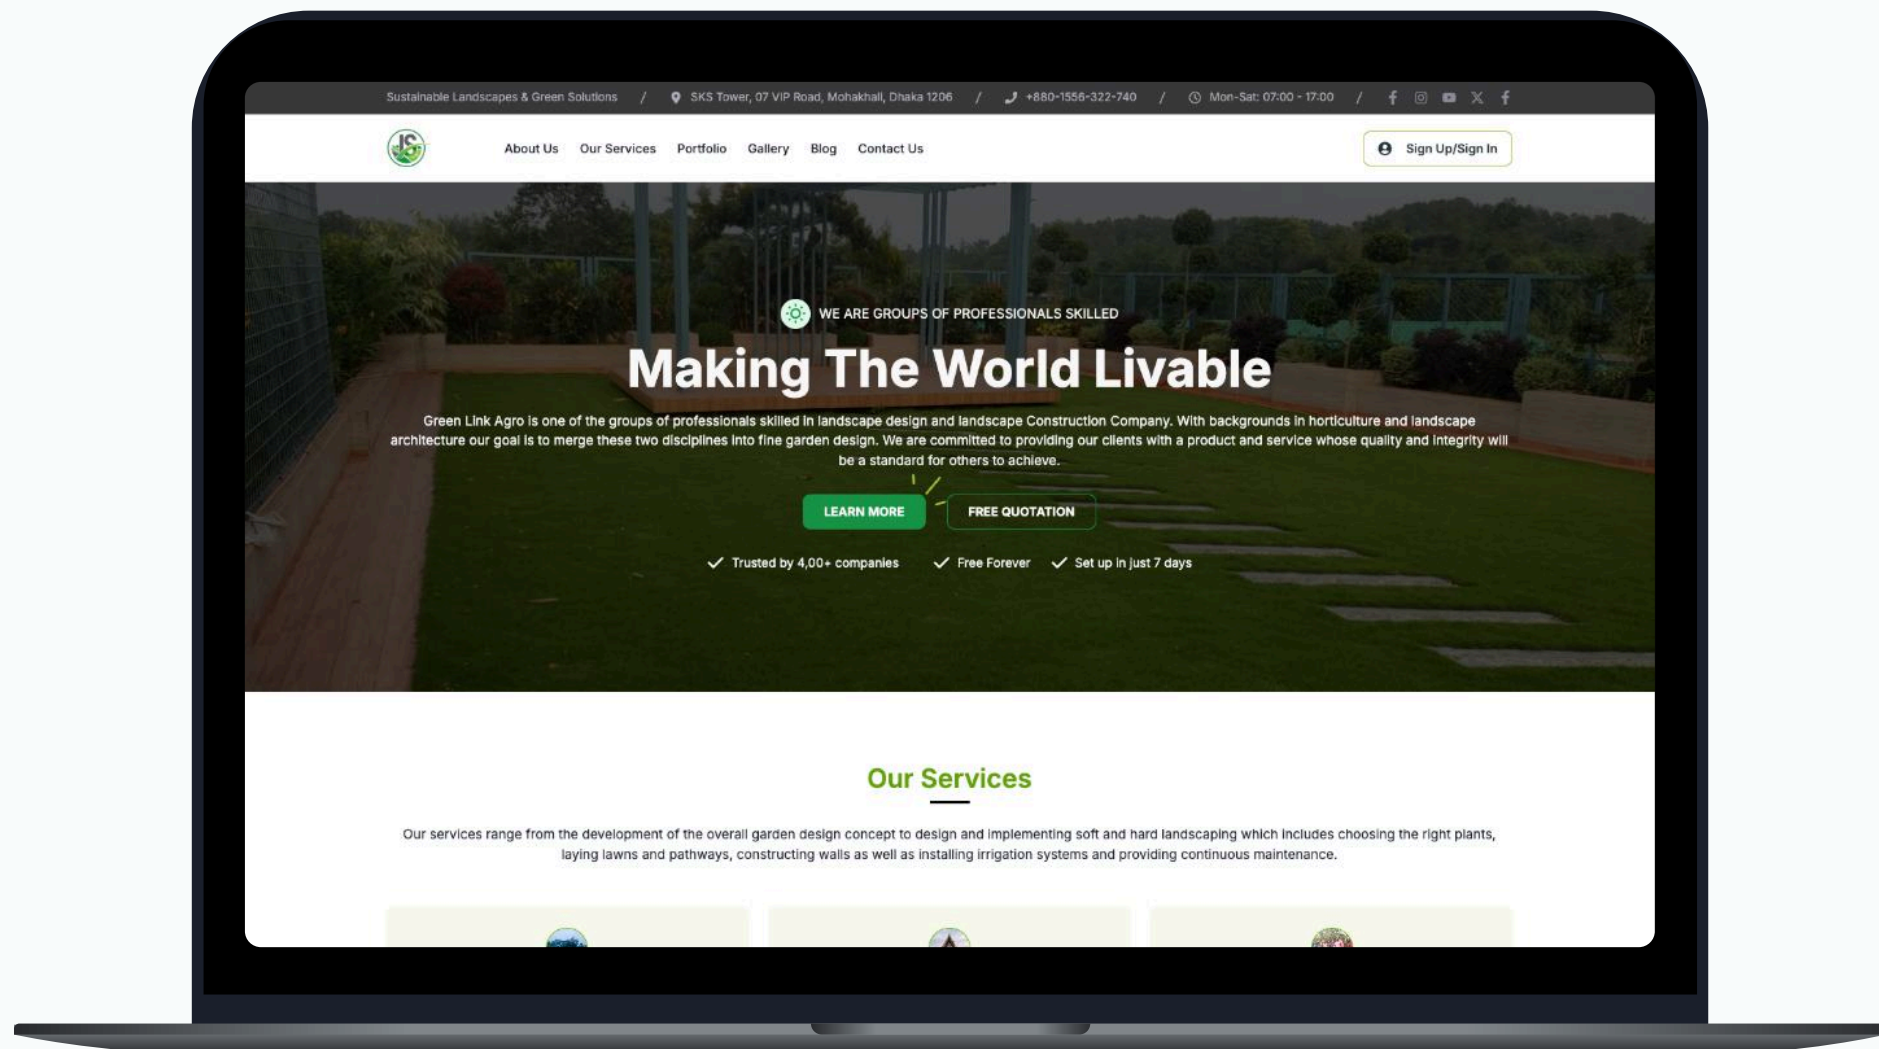 Sustainable Landscapes & Green Solutions / SKS Tower, 07 VIP Road, Mohakhali, Dhaka 1206 / +880-1556-322-740 / Mon-Sat: 07:00 - 17:00 /
JS
About Us Our Services Portfolio Gallery Blog Contact Us Sign Up/Sign In
WE ARE GROUPS OF PROFESSIONALS SKILLED
Making The World Livable
Green Link Agro is one of the groups of professionals skilled in landscape design and landscape Construction Company. With backgrounds in horticulture and landscape
architecture our goal is to merge these two disciplines into fine garden design. We are committed to providing our clients with a product and service whose quality and integrity will
be a standard for others to achieve.
LEARN MORE FREE QUOTATION
Trusted by 4,00+ companies Free Forever Set up in just 7 days
Our Services
Our services range from the development of the overall garden design concept to design and implementing soft and hard landscaping which includes choosing the right plants,
laying lawns and pathways, constructing walls as well as installing irrigation systems and providing continuous maintenance.